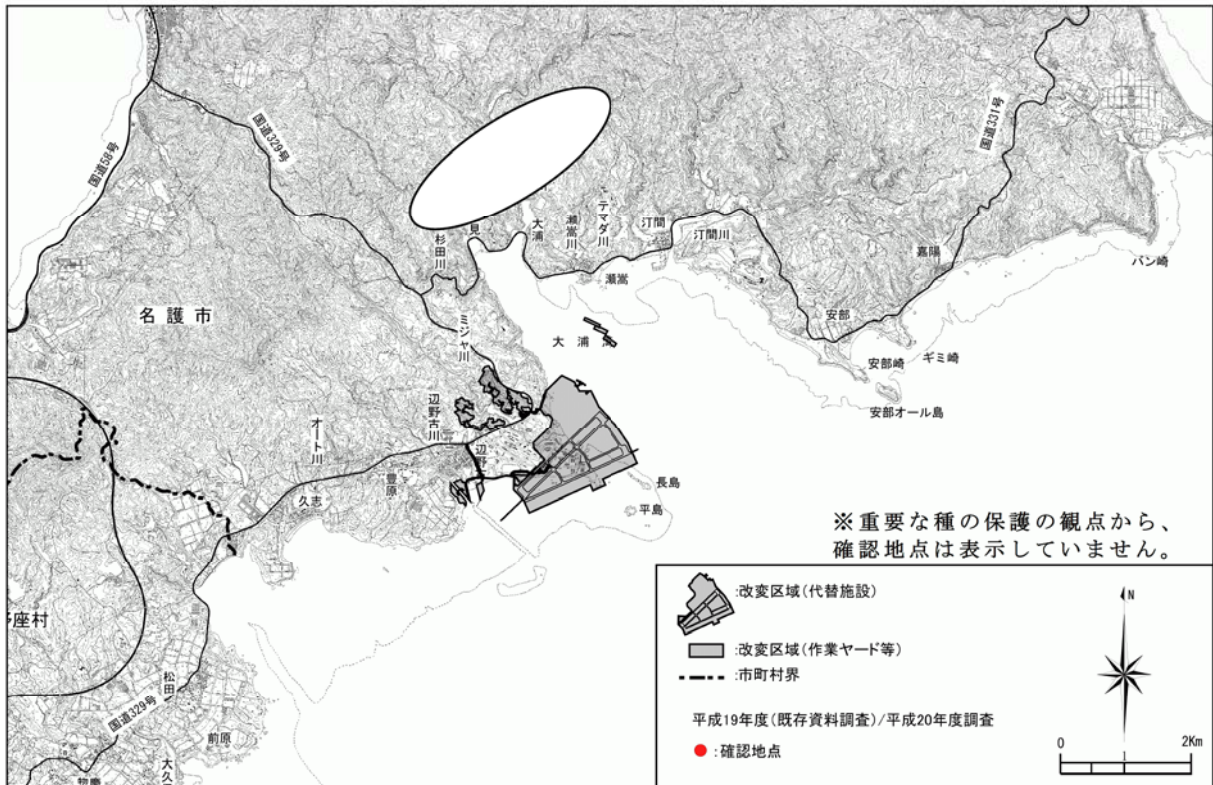 国道58号
国道329号
国道331号
名護市
杉田川
見
大浦
瀬嵩川
テマダ川
汀間
汀間川
瀬嵩
嘉陽
バン崎
安部
安部崎
ギミ崎
安部オール島
大浦
ミジャ川
辺野古川
辺野
オート川
久志
豊原
長島
平島
座村
松田
国道329号
前原
大久
惣慶
※重要な種の保護の観点から、
確認地点は表示していません。
:改変区域(代替施設)
:改変区域(作業ヤード等)
:市町村界
平成19年度(既存資料調査)/平成20年度調査
:確認地点
N
0 1 2Km